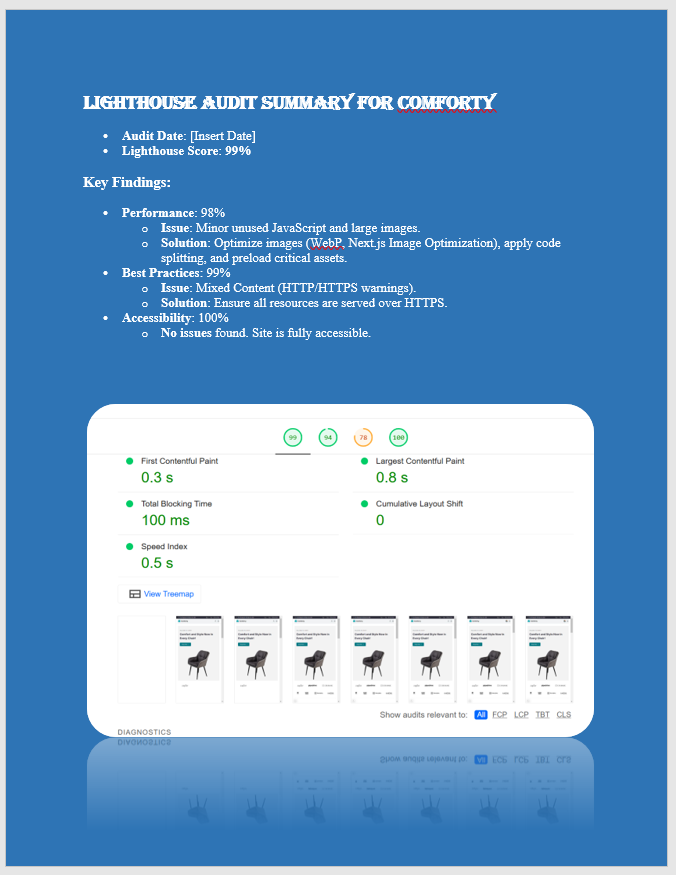 LIGHTHOUSE AUDIT SUMMARY FOR COMFORTY
• Audit Date: [Insert Date]
• Lighthouse Score: 99%
Key Findings:
• Performance: 98%
o Issue: Minor unused JavaScript and large images.
o Solution: Optimize images (WebP, Next.js Image Optimization), apply code
splitting, and preload critical assets.
• Best Practices: 99%
o Issue: Mixed Content (HTTP/HTTPS warnings).
o Solution: Ensure all resources are served over HTTPS.
• Accessibility: 100%
o No issues found. Site is fully accessible.
99 94 78 100
First Contentful Paint Largest Contentful Paint
0.3 s 0.8 s
Total Blocking Time Cumulative Layout Shift
100 ms 0
Speed Index
0.5 s
View Treemap
Show audits relevant to: All FCP LCP TBT CLS
DIAGNOSTICS